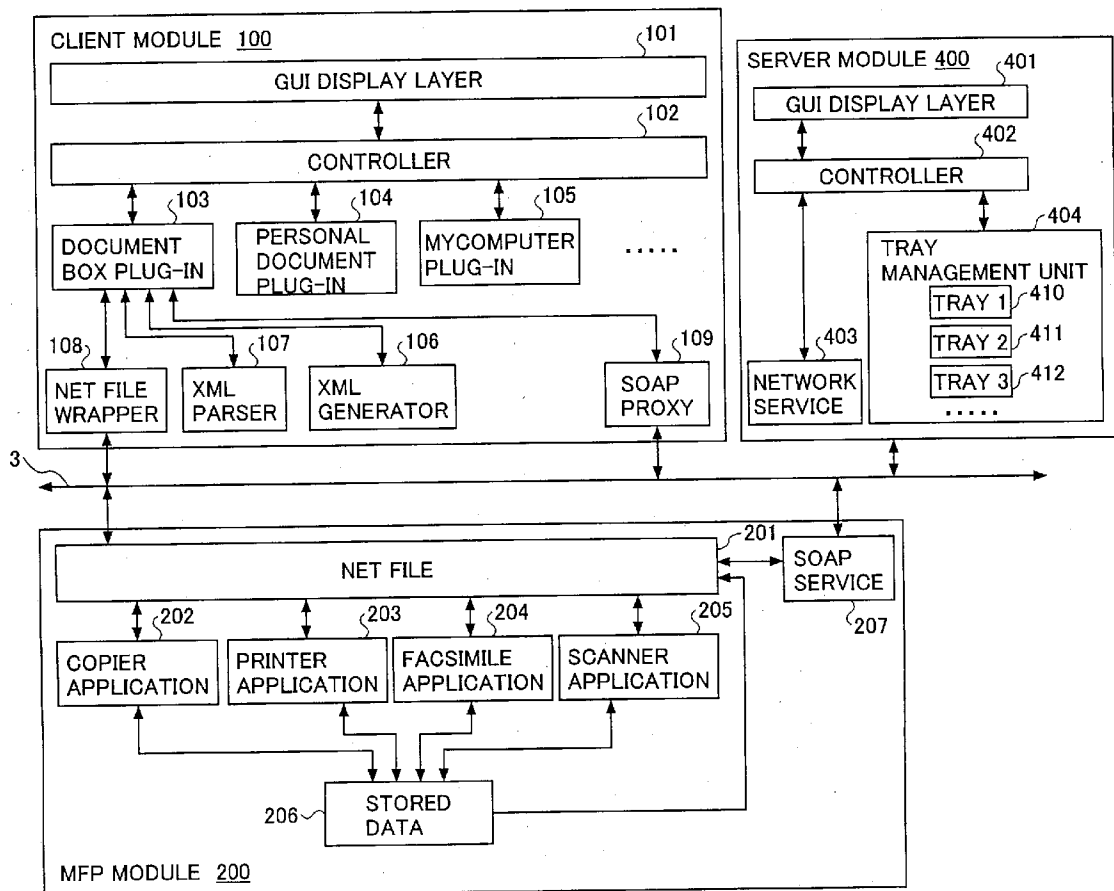 CLIENT MODULE 100
101
GUI DISPLAY LAYER
102
CONTROLLER
103
DOCUMENT
BOX PLUG-IN
104
PERSONAL
DOCUMENT
PLUG-IN
105
MYCOMPUTER
PLUG-IN
.....
108
NET FILE
WRAPPER
107
XML
PARSER
106
XML
GENERATOR
109
SOAP
PROXY
SERVER MODULE 400
401
GUI DISPLAY LAYER
402
CONTROLLER
404
TRAY
MANAGEMENT UNIT
TRAY 1
410
TRAY 2
411
TRAY 3
412
.....
403
NETWORK
SERVICE
3
201
NET FILE
SOAP
SERVICE
207
202
COPIER
APPLICATION
203
PRINTER
APPLICATION
204
FACSIMILE
APPLICATION
205
SCANNER
APPLICATION
206
STORED
DATA
MFP MODULE 200